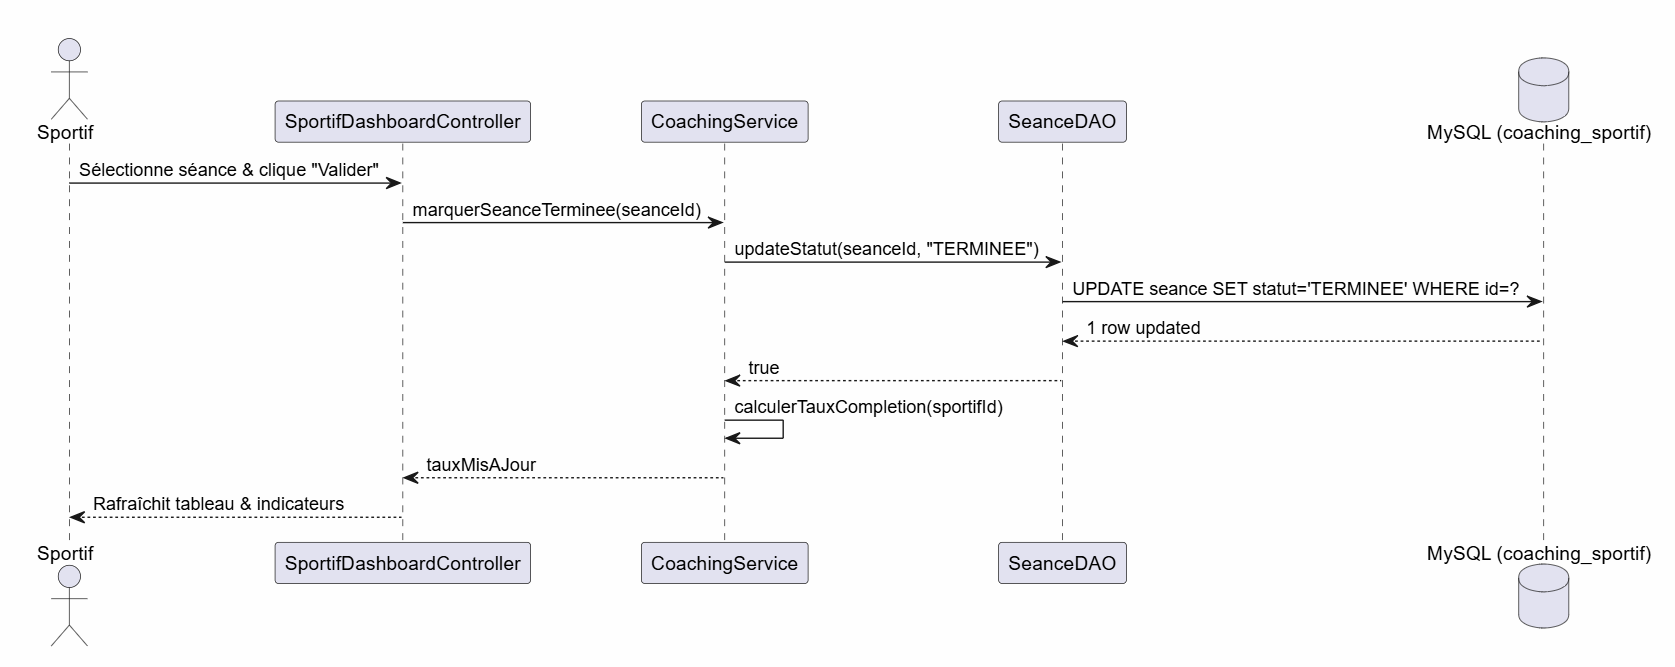 Sportif
SportifDashboardController
CoachingService
SeanceDAO
MySQL (coaching_sportif)
Sélectionne séance & clique "Valider"
marquerSeanceTerminee(seanceId)
updateStatut(seanceId, "TERMINEE")
UPDATE seance SET statut='TERMINEE' WHERE id=?
1 row updated
true
calculerTauxCompletion(sportifId)
tauxMisAJour
Rafraîchit tableau & indicateurs
Sportif
SportifDashboardController
CoachingService
SeanceDAO
MySQL (coaching_sportif)